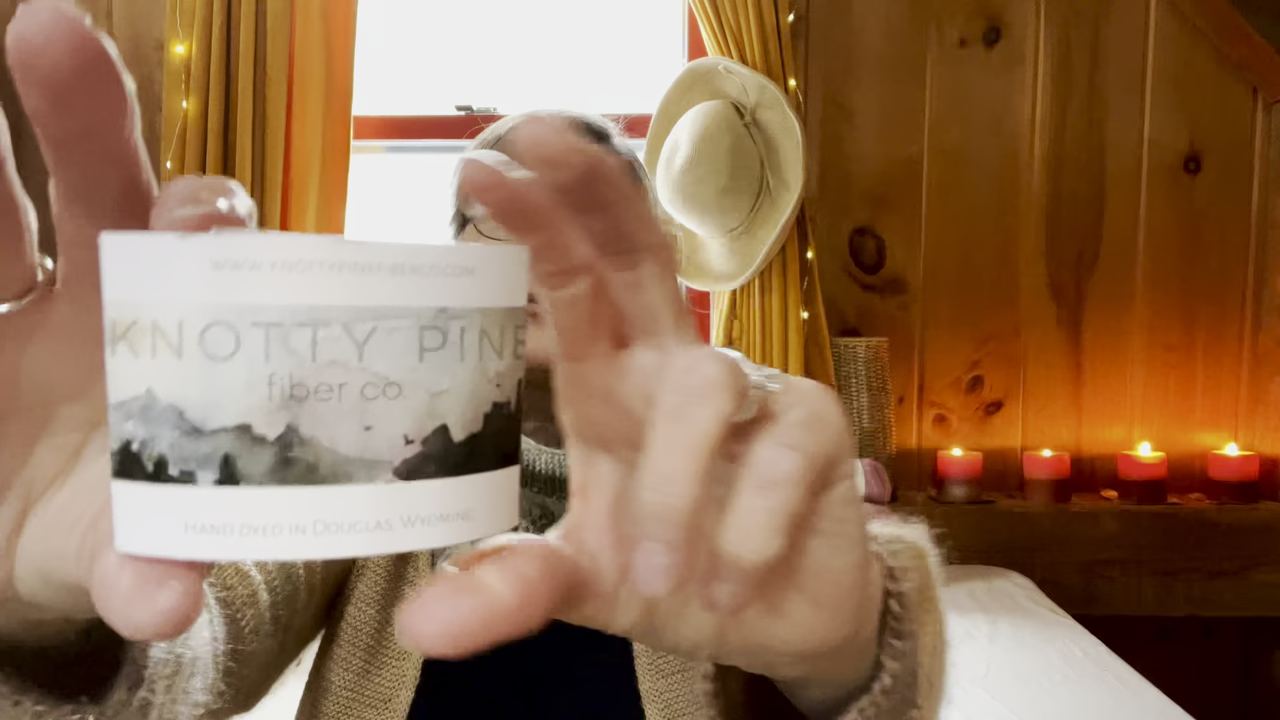 WWW.KNOTTYPINEFIBERCO.COM
KNOTTY PINE
fiber co.
HAND DYED IN DOUGLAS, WYOMING